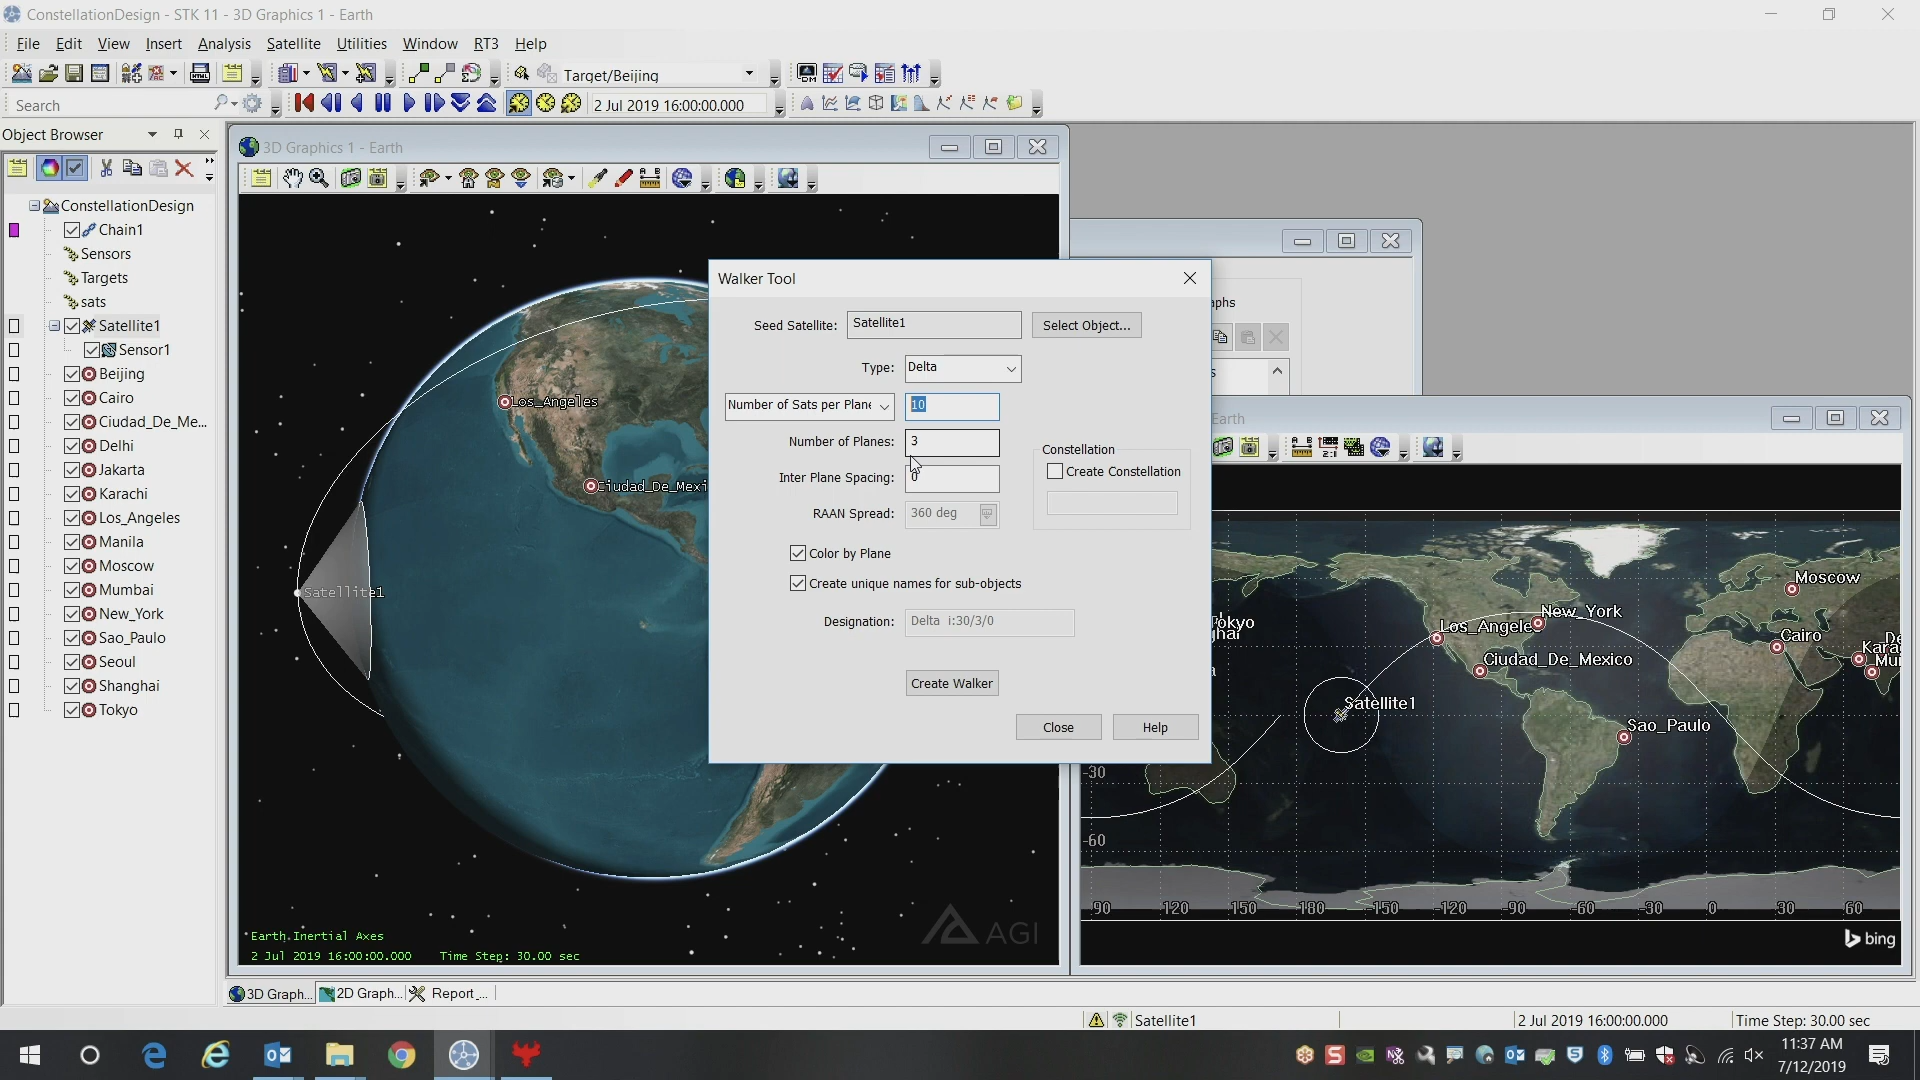 ConstellationDesign - STK 11 - 3D Graphics 1 - Earth
File Edit View Insert Analysis Satellite Utilities Window RT3 Help
Target/Beijing
Search
2 Jul 2019 16:00:00.000
Object Browser
3D Graphics 1 - Earth
ConstellationDesign
Chain1
Sensors
Targets
sats
Satellite1
Sensor1
Beijing
Cairo
Ciudad_De_Me...
Delhi
Jakarta
Karachi
Los_Angeles
Manila
Moscow
Mumbai
New_York
Sao_Paulo
Seoul
Shanghai
Tokyo
Los_Angeles
Ciudad_De_Mexi
Satellite1
Earth Inertial Axes
2 Jul 2019 16:00:00.000 Time Step: 30.00 sec
AGI
Walker Tool
Seed Satellite: Satellite1 Select Object...
Type: Delta
Number of Sats per Plane 10
Number of Planes: 3
Inter Plane Spacing: 0
RAAN Spread: 360 deg
Constellation
Create Constellation
Color by Plane
Create unique names for sub-objects
Designation: Delta i:30/3/0
Create Walker
Close Help
aphs
s
Earth
Moscow
New_York
Tokyo
hai
Los_Angeles
Cairo
De
Kara
Mu
Ciudad_De_Mexico
Satellite1
Sao_Paulo
-30
-60
90 120 150 -180 -150 -120 -90 -60 -30 0 30 60
bing
3D Graph... 2D Graph... Report ...
Satellite1 2 Jul 2019 16:00:00.000 Time Step: 30.00 sec
11:37 AM
7/12/2019